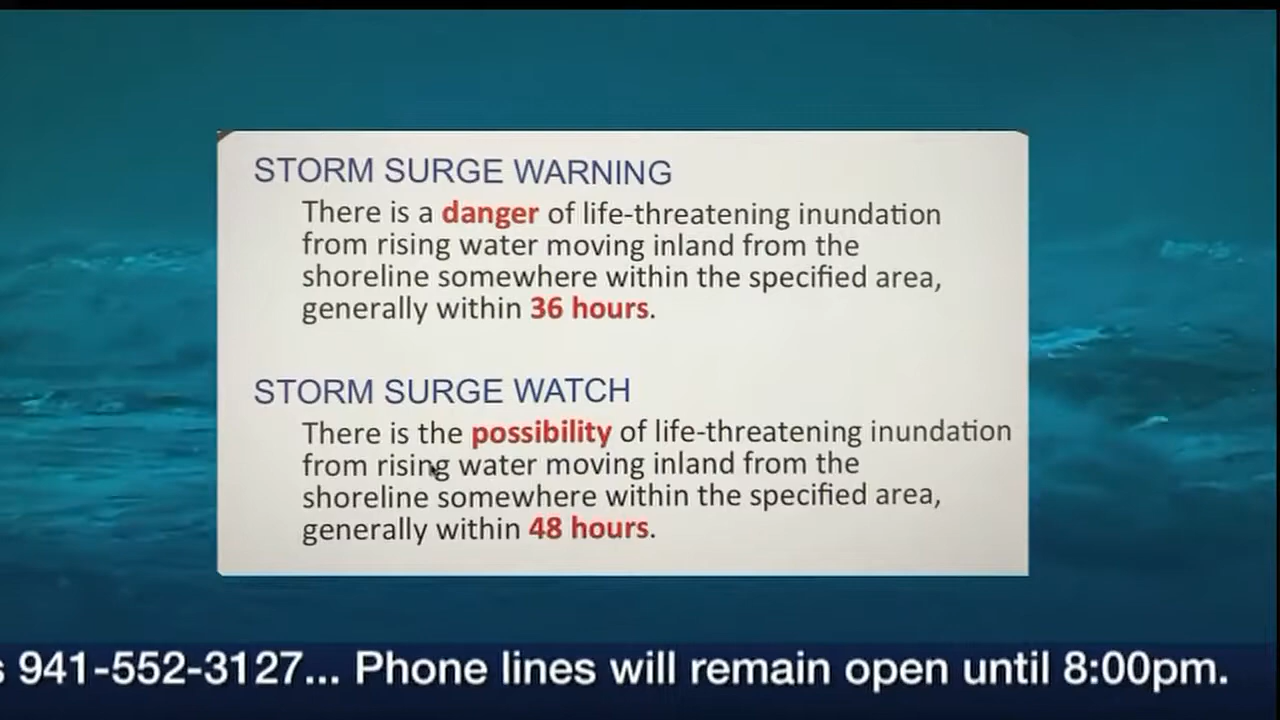 STORM SURGE WARNING
There is a danger of life-threatening inundation
from rising water moving inland from the
shoreline somewhere within the specified area,
generally within 36 hours.
STORM SURGE WATCH
There is the possibility of life-threatening inundation
from rising water moving inland from the
shoreline somewhere within the specified area,
generally within 48 hours.
s 941-552-3127... Phone lines will remain open until 8:00pm.